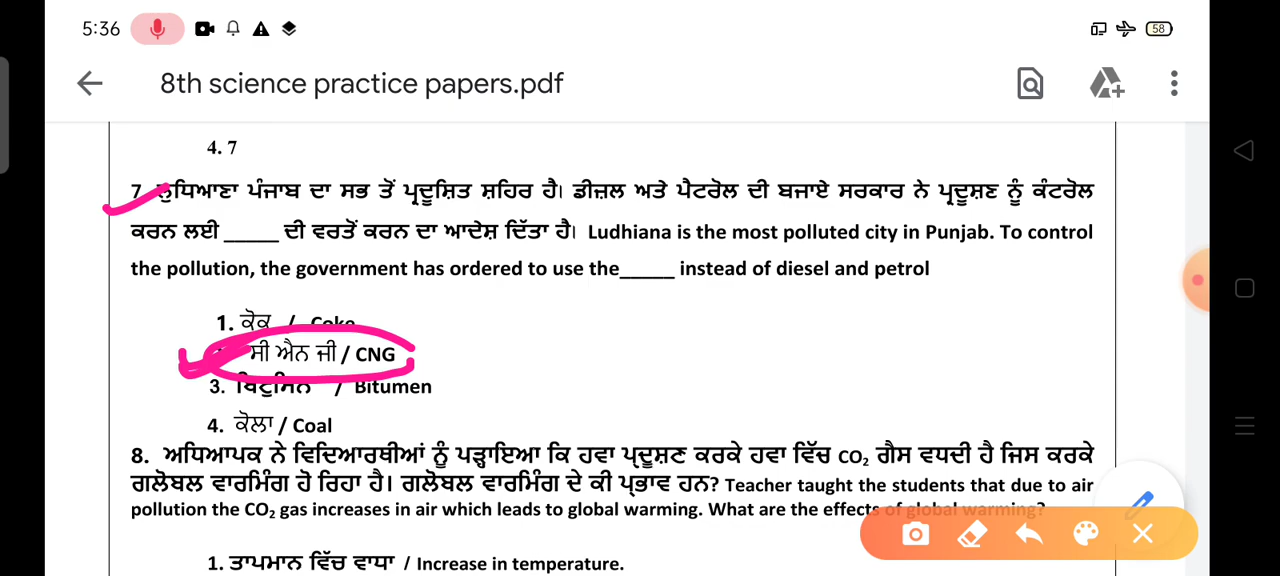 5:36
58
8th science practice papers.pdf
4. 7
7 ਲੁਧਿਆਣਾ ਪੰਜਾਬ ਦਾ ਸਭ ਤੋਂ ਪ੍ਰਦੂਸ਼ਿਤ ਸ਼ਹਿਰ ਹੈ। ਡੀਜ਼ਲ ਅਤੇ ਪੈਟਰੋਲ ਦੀ ਬਜਾਏ ਸਰਕਾਰ ਨੇ ਪ੍ਰਦੂਸ਼ਣ ਨੂੰ ਕੰਟਰੋਲ
ਕਰਨ ਲਈ _____ ਦੀ ਵਰਤੋਂ ਕਰਨ ਦਾ ਆਦੇਸ਼ ਦਿੱਤਾ ਹੈ। Ludhiana is the most polluted city in Punjab. To control
the pollution, the government has ordered to use the_____ instead of diesel and petrol
1. ਕੋਕ / Coke
ਸੀ ਐਨ ਜੀ / CNG
3. ਬਿਟੁਮਿਨ / Bitumen
4. ਕੋਲਾ / Coal
8. ਅਧਿਆਪਕ ਨੇ ਵਿਦਿਆਰਥੀਆਂ ਨੂੰ ਪੜ੍ਹਾਇਆ ਕਿ ਹਵਾ ਪ੍ਰਦੂਸ਼ਣ ਕਰਕੇ ਹਵਾ ਵਿੱਚ CO₂ ਗੈਸ ਵਧਦੀ ਹੈ ਜਿਸ ਕਰਕੇ
ਗਲੋਬਲ ਵਾਰਮਿੰਗ ਹੋ ਰਿਹਾ ਹੈ। ਗਲੋਬਲ ਵਾਰਮਿੰਗ ਦੇ ਕੀ ਪ੍ਰਭਾਵ ਹਨ? Teacher taught the students that due to air
pollution the CO₂ gas increases in air which leads to global warming. What are the effects of global warming?
1. ਤਾਪਮਾਨ ਵਿੱਚ ਵਾਧਾ / Increase in temperature.